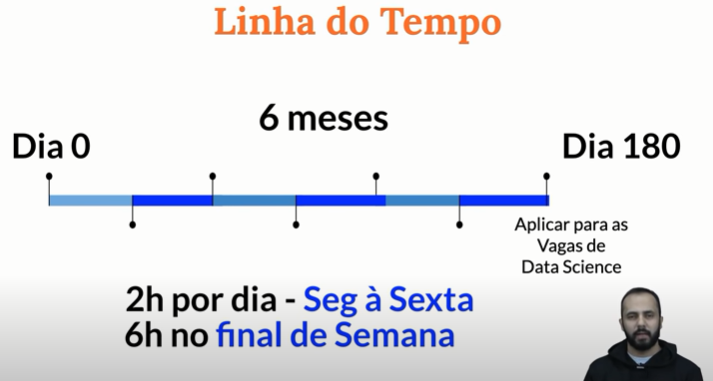 Linha do Tempo
6 meses
Dia 0
Dia 180
Aplicar para as
Vagas de
Data Science
2h por dia - Seg à Sexta
6h no final de Semana